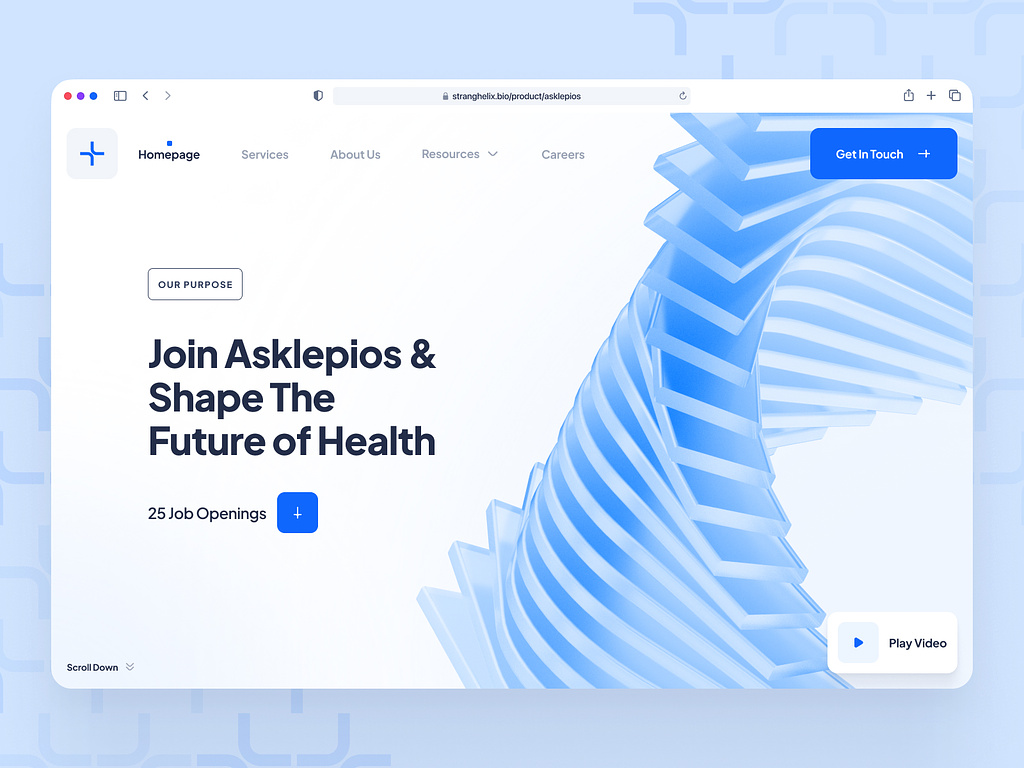 stranghelix.bio/product/asklepios
Homepage
Services
About Us
Resources
Careers
Get In Touch
OUR PURPOSE
Join Asklepios &
Shape The
Future of Health
25 Job Openings
Scroll Down
Play Video